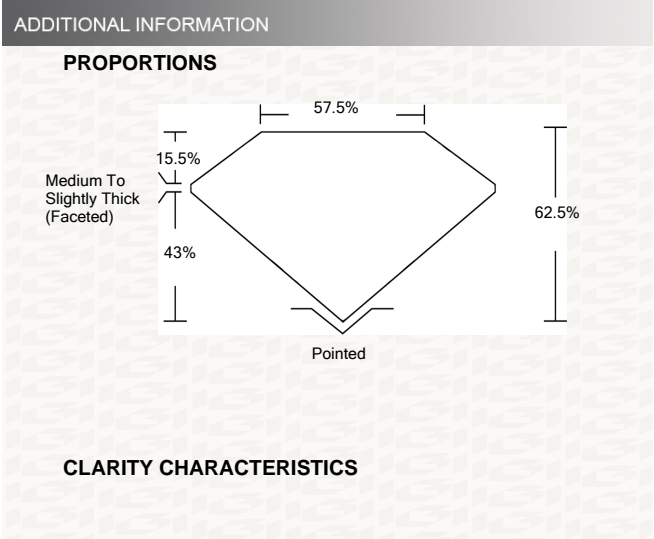 ADDITIONAL INFORMATION
PROPORTIONS
57.5%
15.5%
Medium To
Slightly Thick
(Faceted)
62.5%
43%
Pointed
CLARITY CHARACTERISTICS